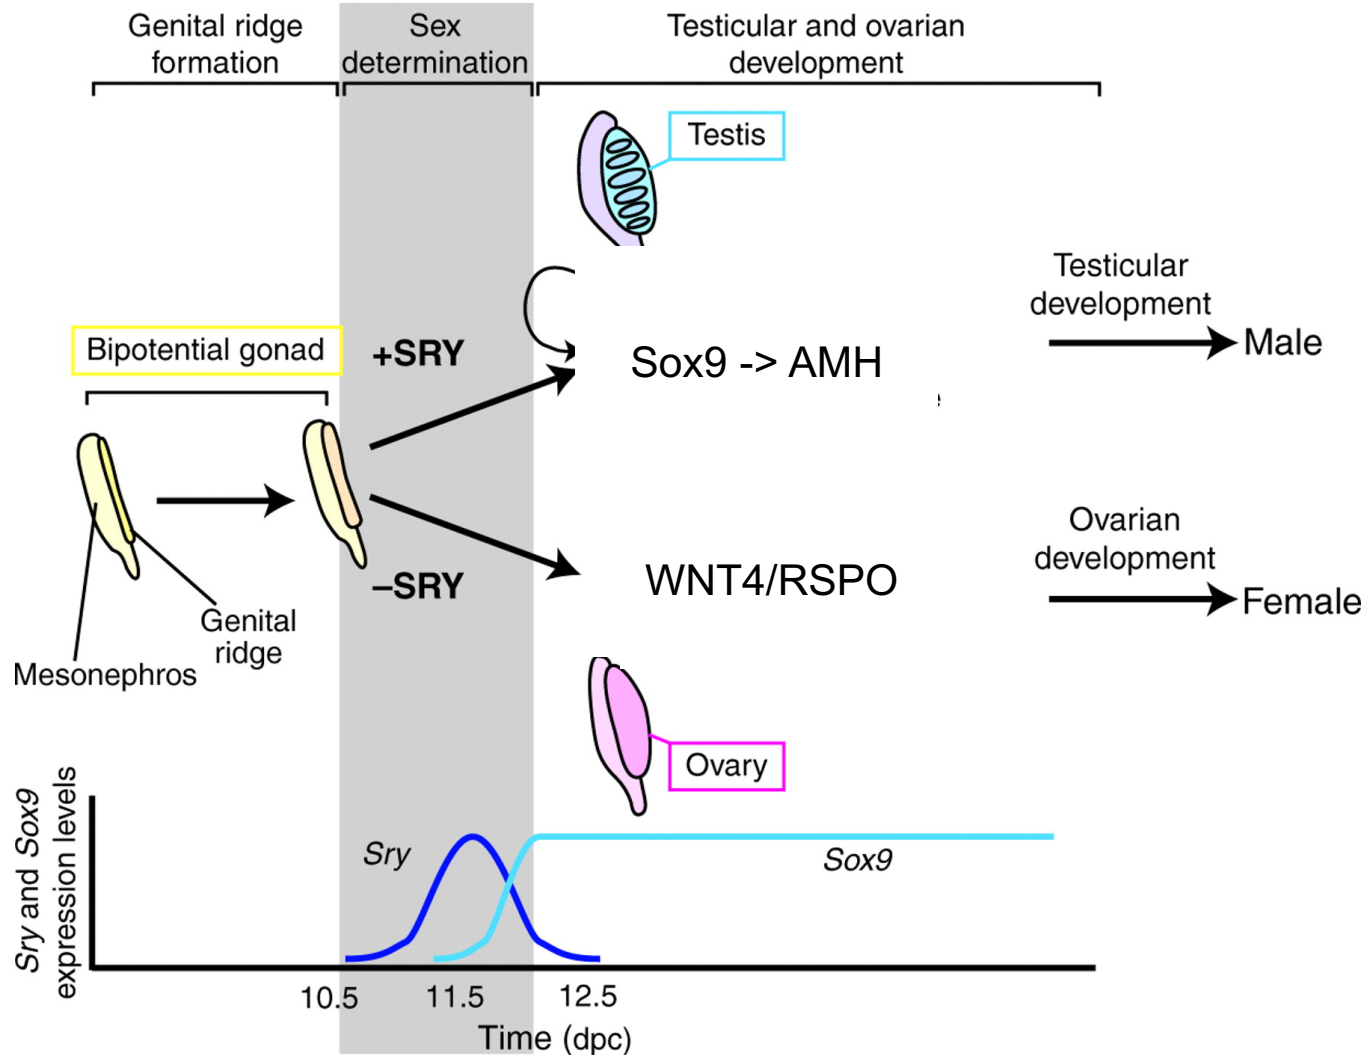 Genital ridge
formation
Sex
determination
Testicular and ovarian
development
Testis
Testicular
development
Bipotential gonad
+SRY
Sox9 -> AMH
Male
Ovarian
development
–SRY
WNT4/RSPO
Female
Genital
ridge
Mesonephros
Ovary
Sry and Sox9
expression levels
Sry
Sox9
10.5
11.5
12.5
Time (dpc)